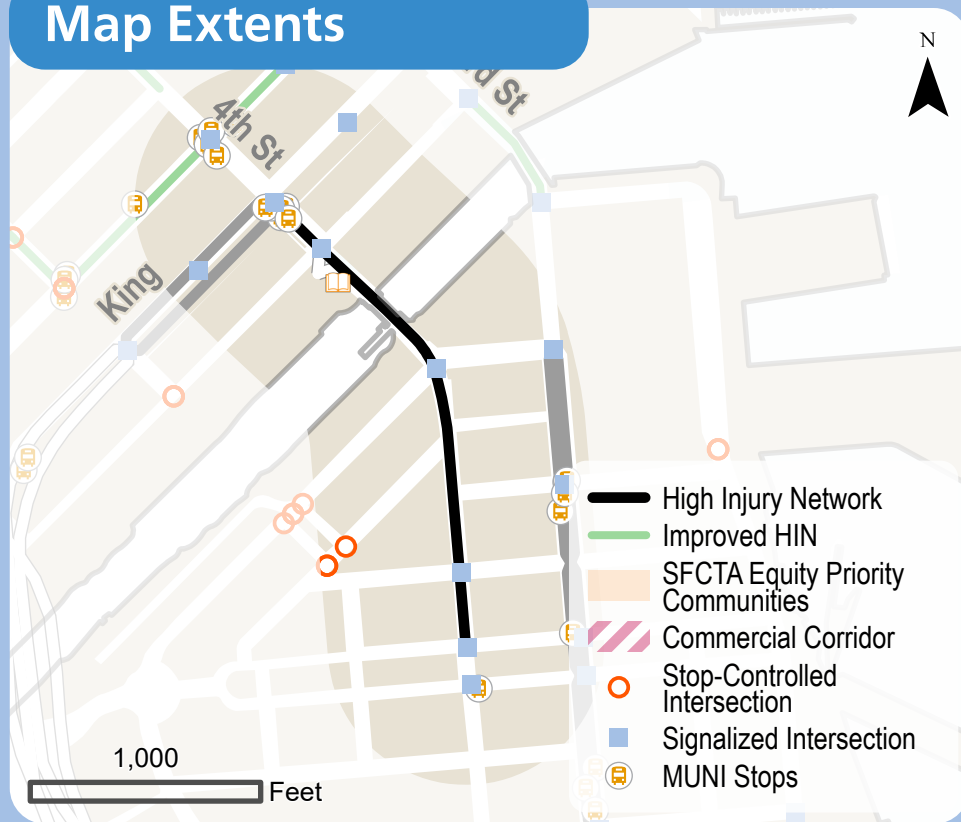 Map Extents
N
rd St
4th St
King
High Injury Network
Improved HIN
SFCTA Equity Priority
Communities
Commercial Corridor
Stop-Controlled
Intersection
Signalized Intersection
MUNI Stops
1,000
Feet